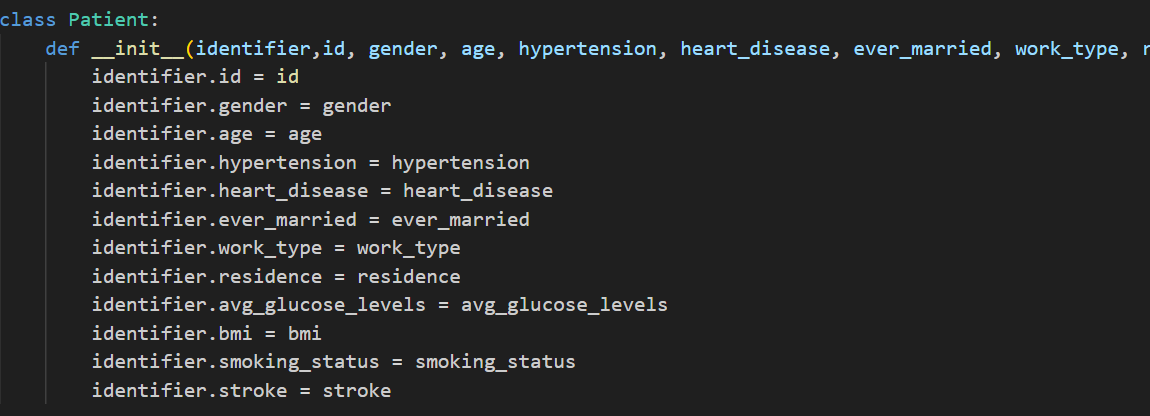 class Patient:
    def __init__(identifier,id, gender, age, hypertension, heart_disease, ever_married, work_type,
        identifier.id = id
        identifier.gender = gender
        identifier.age = age
        identifier.hypertension = hypertension
        identifier.heart_disease = heart_disease
        identifier.ever_married = ever_married
        identifier.work_type = work_type
        identifier.residence = residence
        identifier.avg_glucose_levels = avg_glucose_levels
        identifier.bmi = bmi
        identifier.smoking_status = smoking_status
        identifier.stroke = stroke